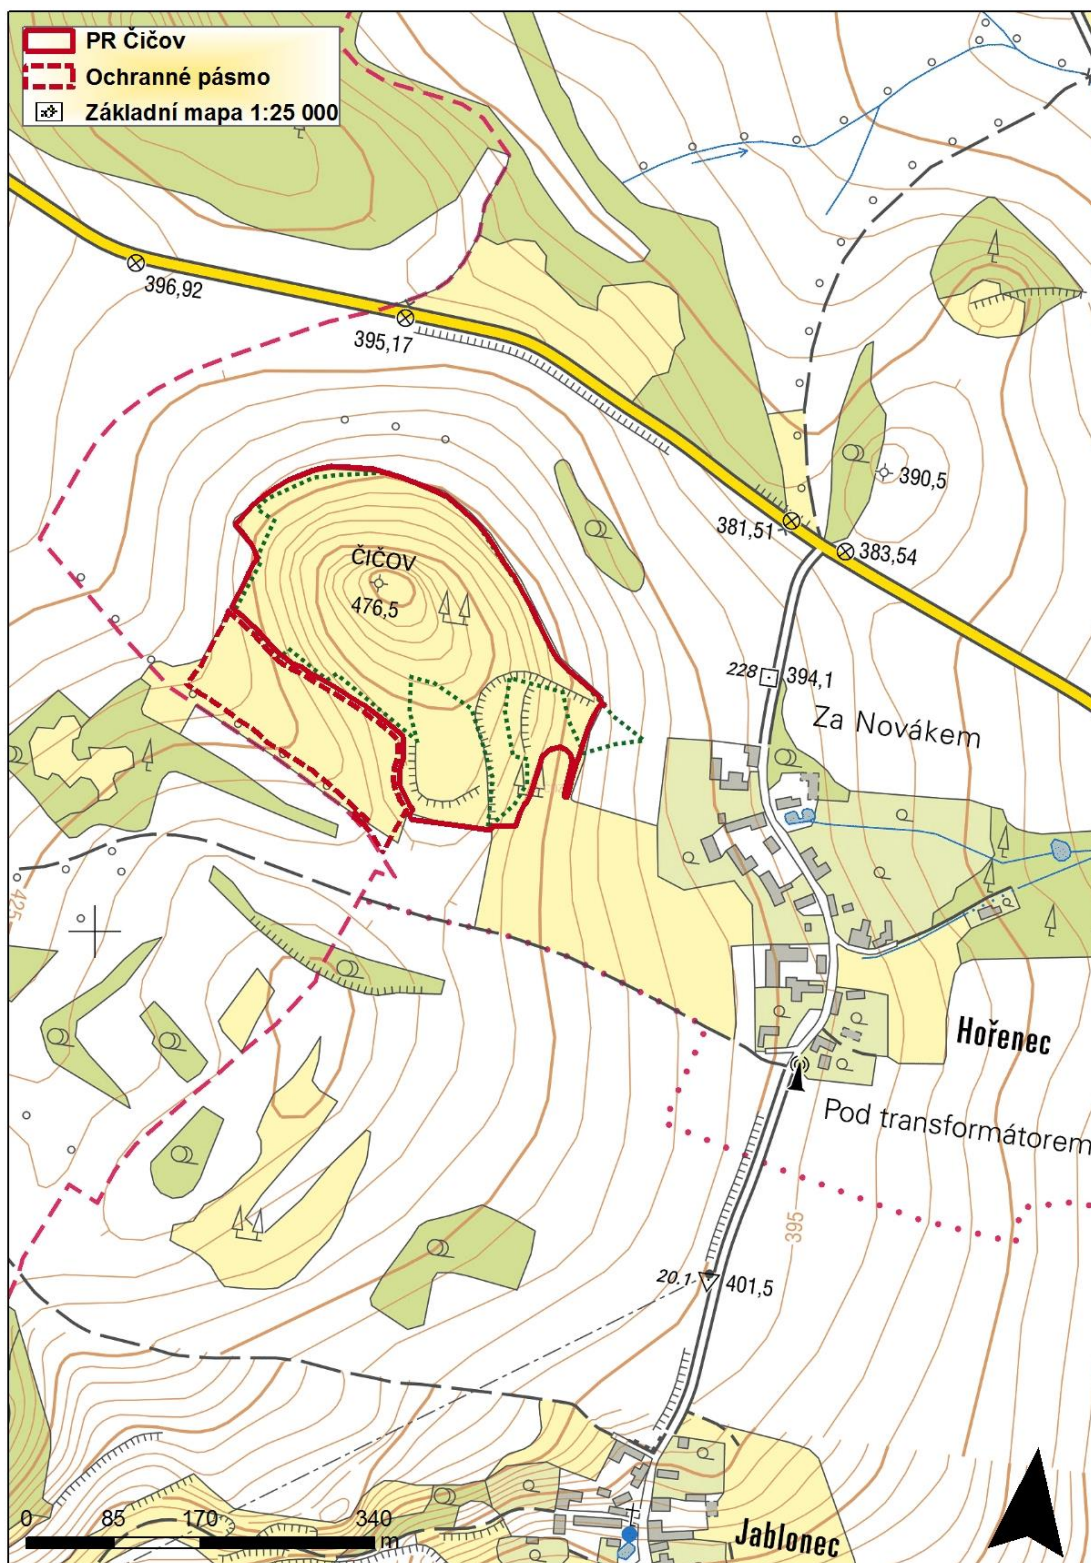 PR Čičov
Ochranné pásmo
Základní mapa 1:25 000
396,92
395,17
390,5
381,51
383,54
ČIČOV
476,5
228
394,1
Za Novákem
425
Hořenec
Pod transformátorem
395
20.1
401,5
0 85 170 340
m
Jablonec